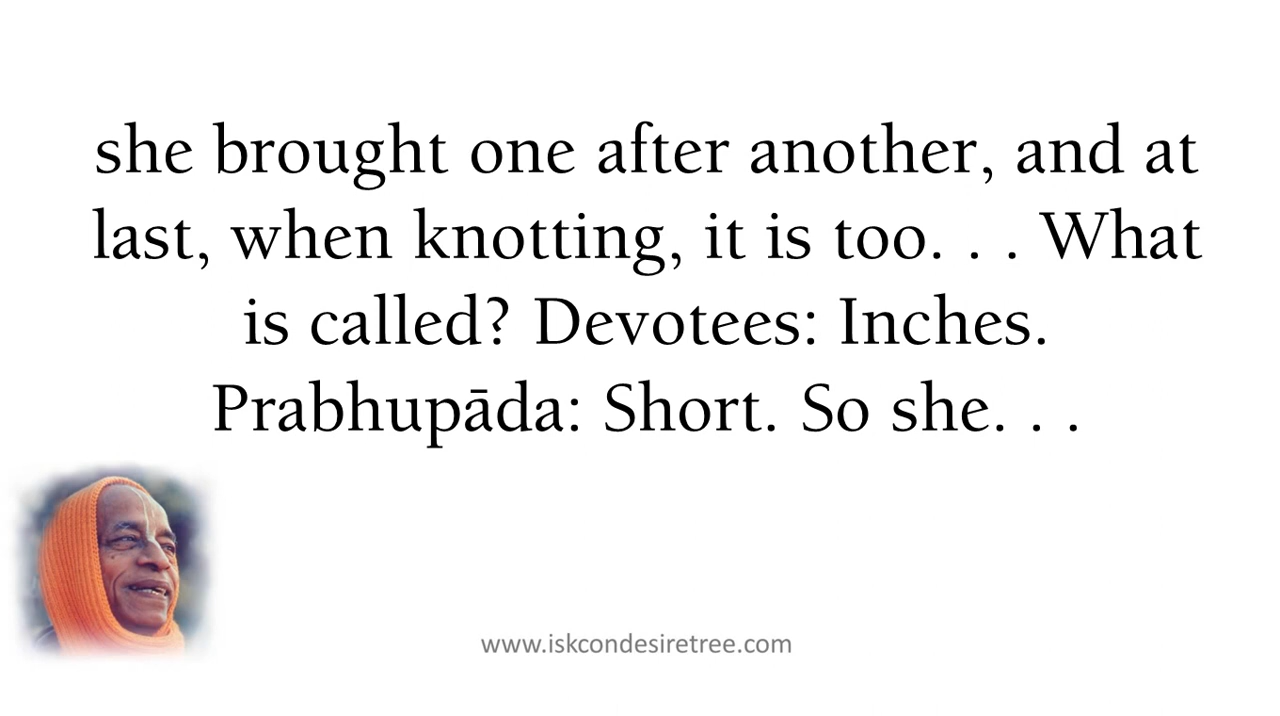 she brought one after another, and at
last, when knotting, it is too. . . What
is called? Devotees: Inches.
Prabhupāda: Short. So she. . .
www.iskcondesiretree.com